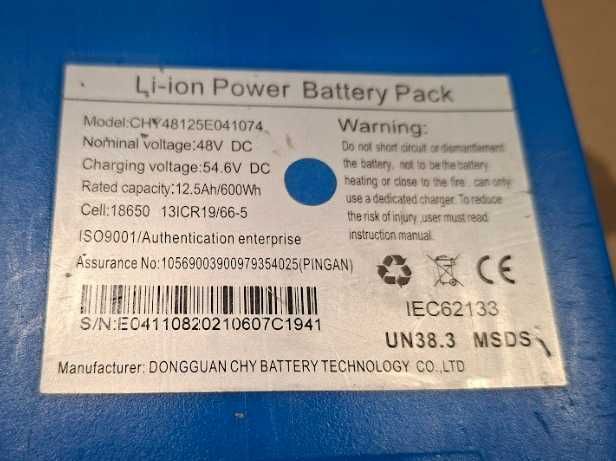 Li-ion Power Battery Pack
Model:CHY48125E041074
Nominal voltage:48V DC
Charging voltage:54.6V DC
Rated capacity:12.5Ah/600Wh
Cell:18650 13ICR19/66-5
ISO9001/Authentication enterprise
Assurance No:10569003900979354025(PINGAN)
S/N:E04110820210607C1941
Warning:
Do not short circuit or dismantlement
the battery, not to be the battery
heating or close to the fire, can only
use a dedicated charger. To reduce
the risk of injury ,user must read
instruction manual.
CE
IEC62133
UN38.3 MSDS
Manufacturer: DONGGUAN CHY BATTERY TECHNOLOGY CO.,LTD